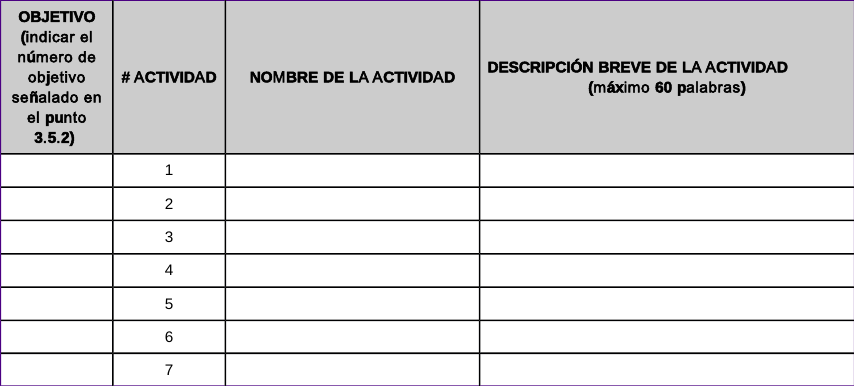 OBJETIVO
(indicar el
número de
objetivo
señalado en
el punto
3.5.2)
# ACTIVIDAD
NOMBRE DE LA ACTIVIDAD
DESCRIPCIÓN BREVE DE LA ACTIVIDAD
(máximo 60 palabras)
1
2
3
4
5
6
7